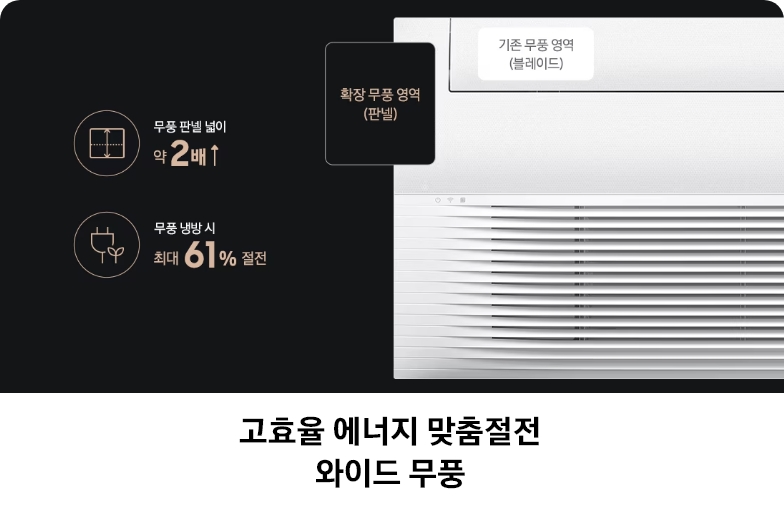 기존 무풍 영역
(블레이드)
확장 무풍 영역
(판넬)
무풍 판넬 넓이
약 2배↑
무풍 냉방 시
최대 61% 절전
고효율 에너지 맞춤절전
와이드 무풍